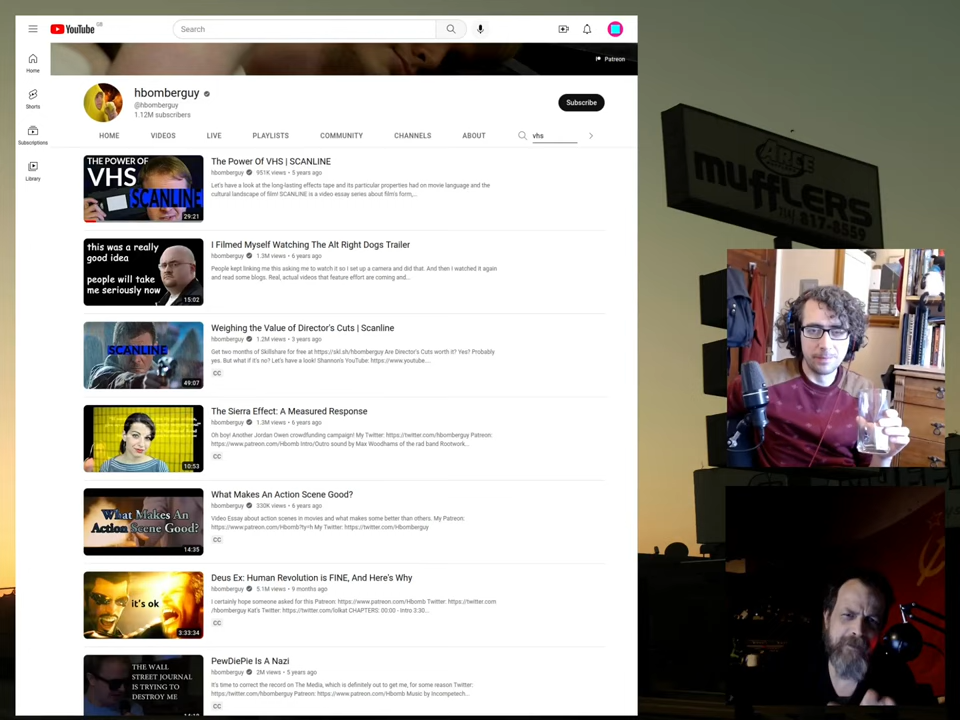 YouTube GB
Search
Home
Shorts
Subscriptions
Library
Patreon
hbomberguy
@hbomberguy
1.12M subscribers
Subscribe
HOME VIDEOS LIVE PLAYLISTS COMMUNITY CHANNELS ABOUT vhs
THE POWER OF
VHS
SCANLINE
29:21
The Power Of VHS | SCANLINE
hbomberguy 951K views • 5 years ago
Let's have a look at the long-lasting effects tape and its particular properties had on movie language and the
cultural landscape of film! SCANLINE is a video essay series about film's form,...
this was a really
good idea
people will take
me seriously now
15:02
I Filmed Myself Watching The Alt Right Dogs Trailer
hbomberguy 1.3M views • 6 years ago
People kept linking me this asking me to watch it so I set up a camera and did that. And then I watched it again
and read some blogs. Real, actual videos that feature effort are coming and...
SCANLINE
49:07
Weighing the Value of Director's Cuts | Scanline
hbomberguy 1.2M views • 3 years ago
Get two months of Skillshare for free at https://skl.sh/hbomberguy Are Director's Cuts worth it? Yes? Probably
yes. But what if it's no? Let's have a look! Shannon's YouTube: https://www.youtube....
CC
10:53
The Sierra Effect: A Measured Response
hbomberguy 1.3M views • 6 years ago
Oh boy! Another Jordan Owen crowdfunding campaign! My Twitter: https://twitter.com/hbomberguy Patreon:
https://www.patreon.com/Hbomb Intro/Outro sound by Max Woodhams of the rad band Rootwork...
CC
What Makes An
Action Scene Good?
14:35
What Makes An Action Scene Good?
hbomberguy 330K views • 6 years ago
Video Essay about action scenes in movies and what makes some better than others. My Patreon:
https://www.patreon.com/Hbomb?ty=h My Twitter: https://twitter.com/Hbomberguy
CC
it's ok
3:33:34
Deus Ex: Human Revolution is FINE, And Here's Why
hbomberguy 5.1M views • 9 months ago
I certainly hope someone asked for this Patreon: https://www.patreon.com/Hbomb Twitter: https://twitter.com
/hbomberguy Kat's Twitter: https://twitter.com/lolkat CHAPTERS: 00:00 - Intro 3:30...
CC
THE WALL
STREET JOURNAL
IS TRYING TO
DESTROY ME
PewDiePie Is A Nazi
hbomberguy 2M views • 5 years ago
It's time to correct the record on The Media, which is definitely out to get me, for some reason Twitter:
https://twitter.com/hbomberguy Patreon: https://www.patreon.com/Hbomb Music by incompetech...
CC
mufflers
817-8559